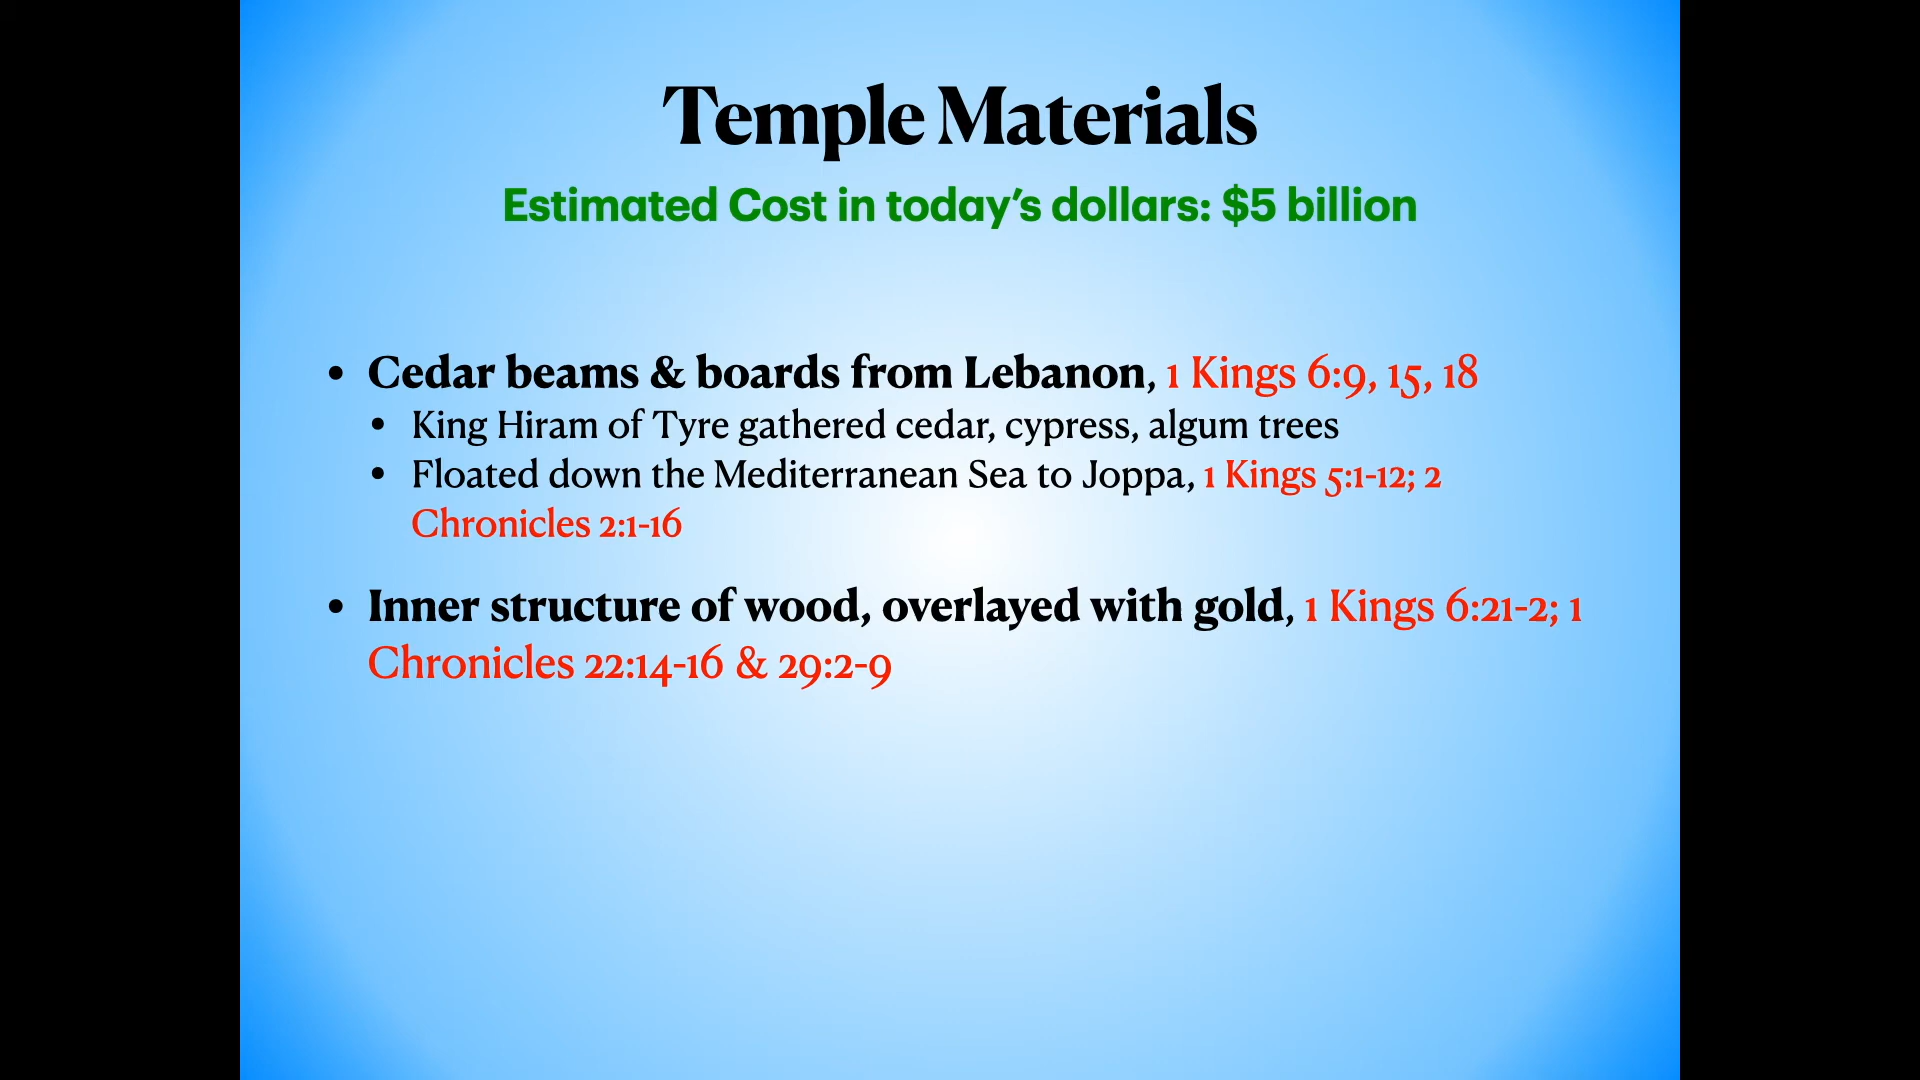 Temple Materials
Estimated Cost in today’s dollars: $5 billion
• Cedar beams & boards from Lebanon, 1 Kings 6:9, 15, 18
• King Hiram of Tyre gathered cedar, cypress, algum trees
• Floated down the Mediterranean Sea to Joppa, 1 Kings 5:1-12; 2
Chronicles 2:1-16
• Inner structure of wood, overlayed with gold, 1 Kings 6:21-2; 1
Chronicles 22:14-16 & 29:2-9